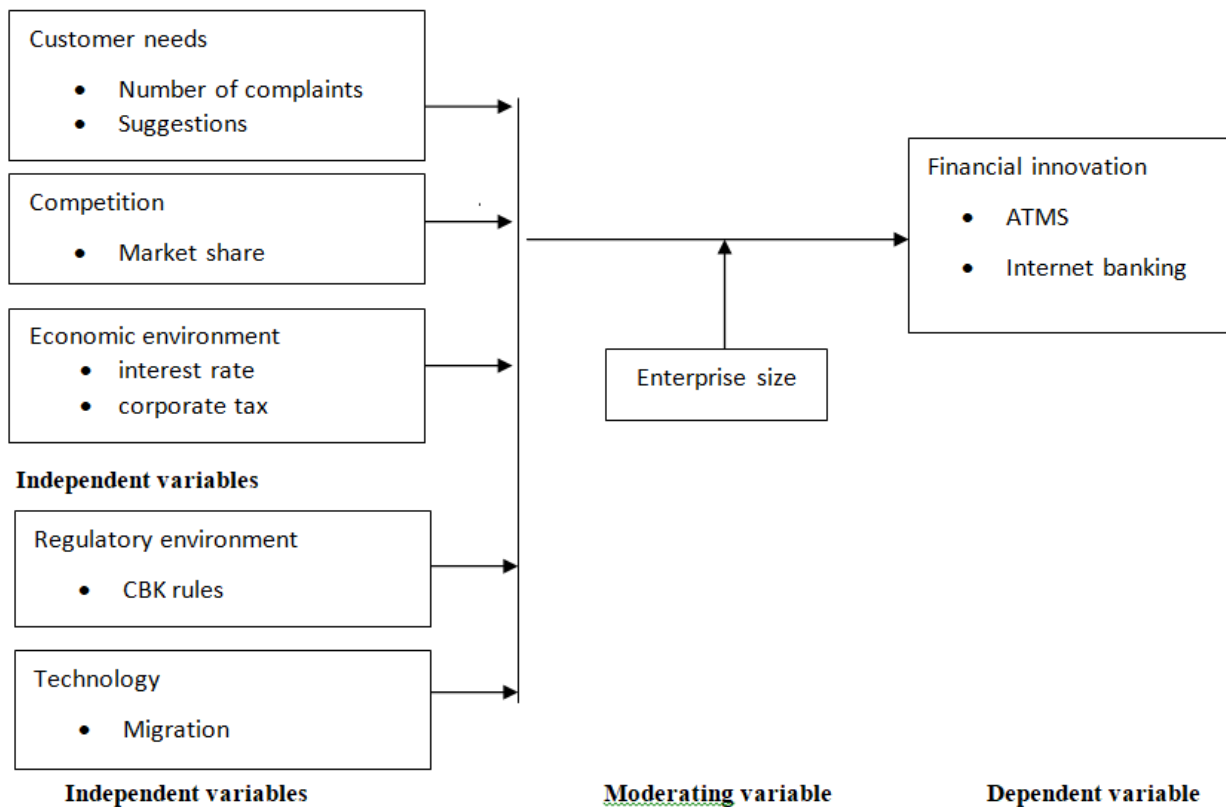 Customer needs
• Number of complaints
• Suggestions
Competition
• Market share
Economic environment
• interest rate
• corporate tax
Independent variables
Regulatory environment
• CBK rules
Technology
• Migration
Independent variables
Enterprise size
Moderating variable
Financial innovation
• ATMS
• Internet banking
Dependent variable